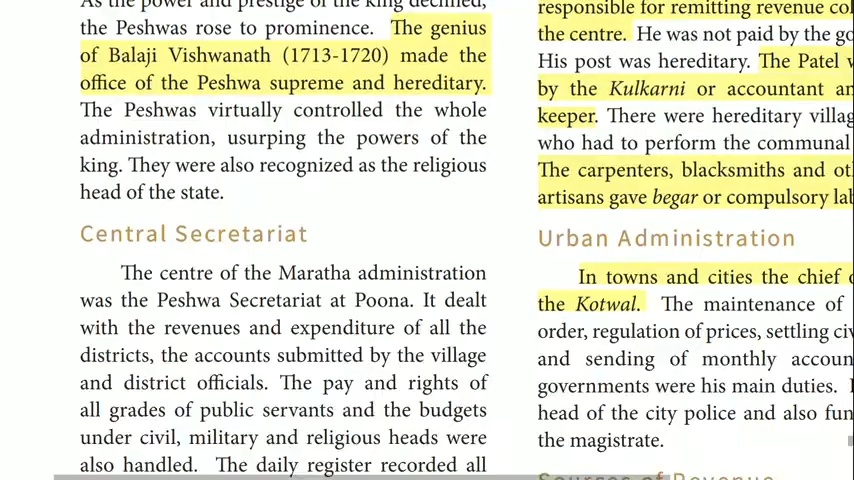 As the power and prestige of the king declined,
the Peshwas rose to prominence. The genius
of Balaji Vishwanath (1713-1720) made the
office of the Peshwa supreme and hereditary.
The Peshwas virtually controlled the whole
administration, usurping the powers of the
king. They were also recognized as the religious
head of the state.
Central Secretariat
The centre of the Maratha administration
was the Peshwa Secretariat at Poona. It dealt
with the revenues and expenditure of all the
districts, the accounts submitted by the village
and district officials. The pay and rights of
all grades of public servants and the budgets
under civil, military and religious heads were
also handled. The daily register recorded all
responsible for remitting revenue
the centre. He was not paid by the
His post was hereditary. The Patel
by the Kulkarni or accountant
keeper. There were hereditary
who had to perform the communal
The carpenters, blacksmiths and
artisans gave begar or compulsory
Urban Administration
In towns and cities the chief
the Kotwal. The maintenance of
order, regulation of prices, settling
and sending of monthly
governments were his main duties.
head of the city police and also
the magistrate.
Sources of Revenue